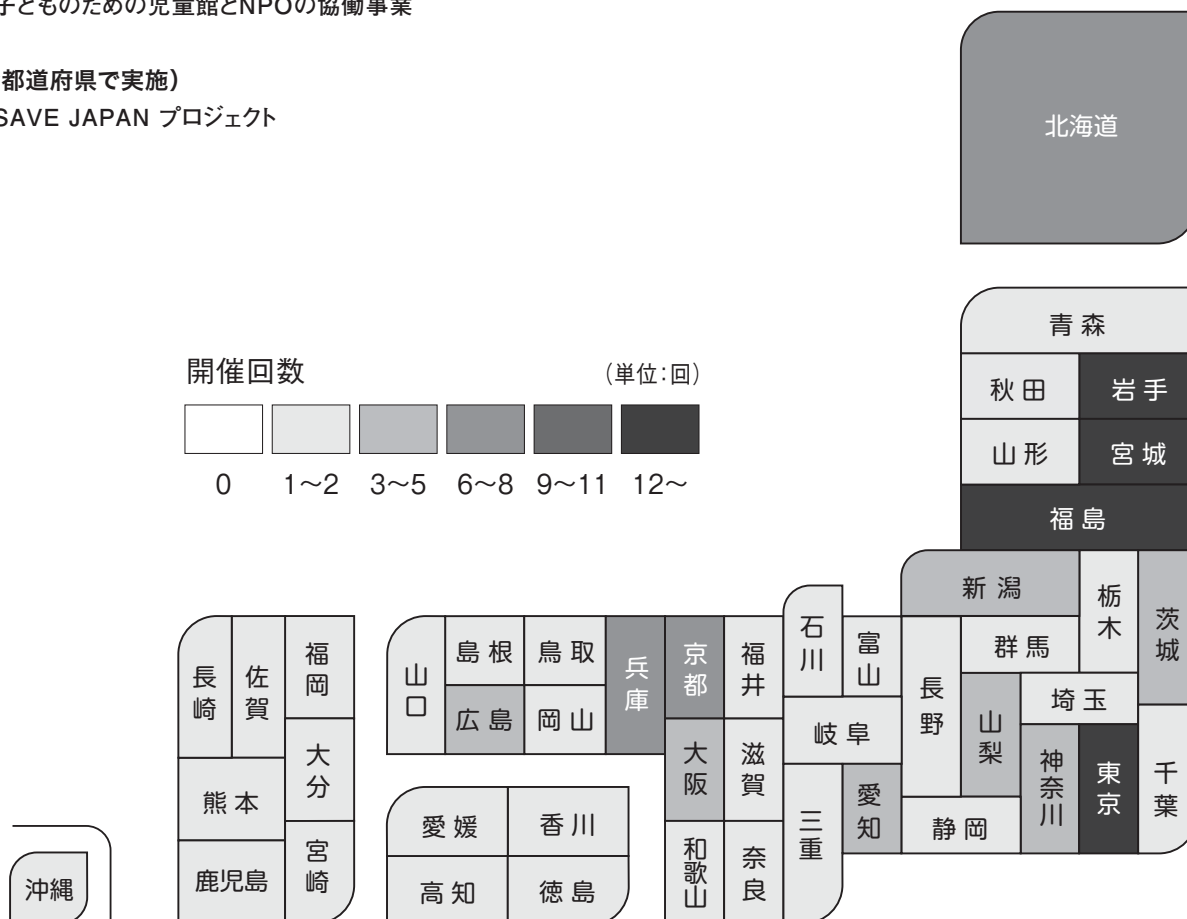 子どものための児童館とNPOの協働事業
都道府県で実施）
SAVE JAPAN プロジェクト
北海道
開催回数 （単位：回）
0 1〜2 3〜5 6〜8 9〜11 12〜
青森
秋田 岩手
山形 宮城
福島
新潟 栃木 茨城
群馬
埼玉
長野 山梨 神奈川 東京 千葉
静岡
石川 富山
岐阜
三重 愛知
福井
滋賀
奈良
京都
大阪
和歌山
兵庫
島根 鳥取
山口 広島 岡山
愛媛 香川
高知 徳島
長崎 佐賀 福岡
熊本 大分
鹿児島 宮崎
沖縄